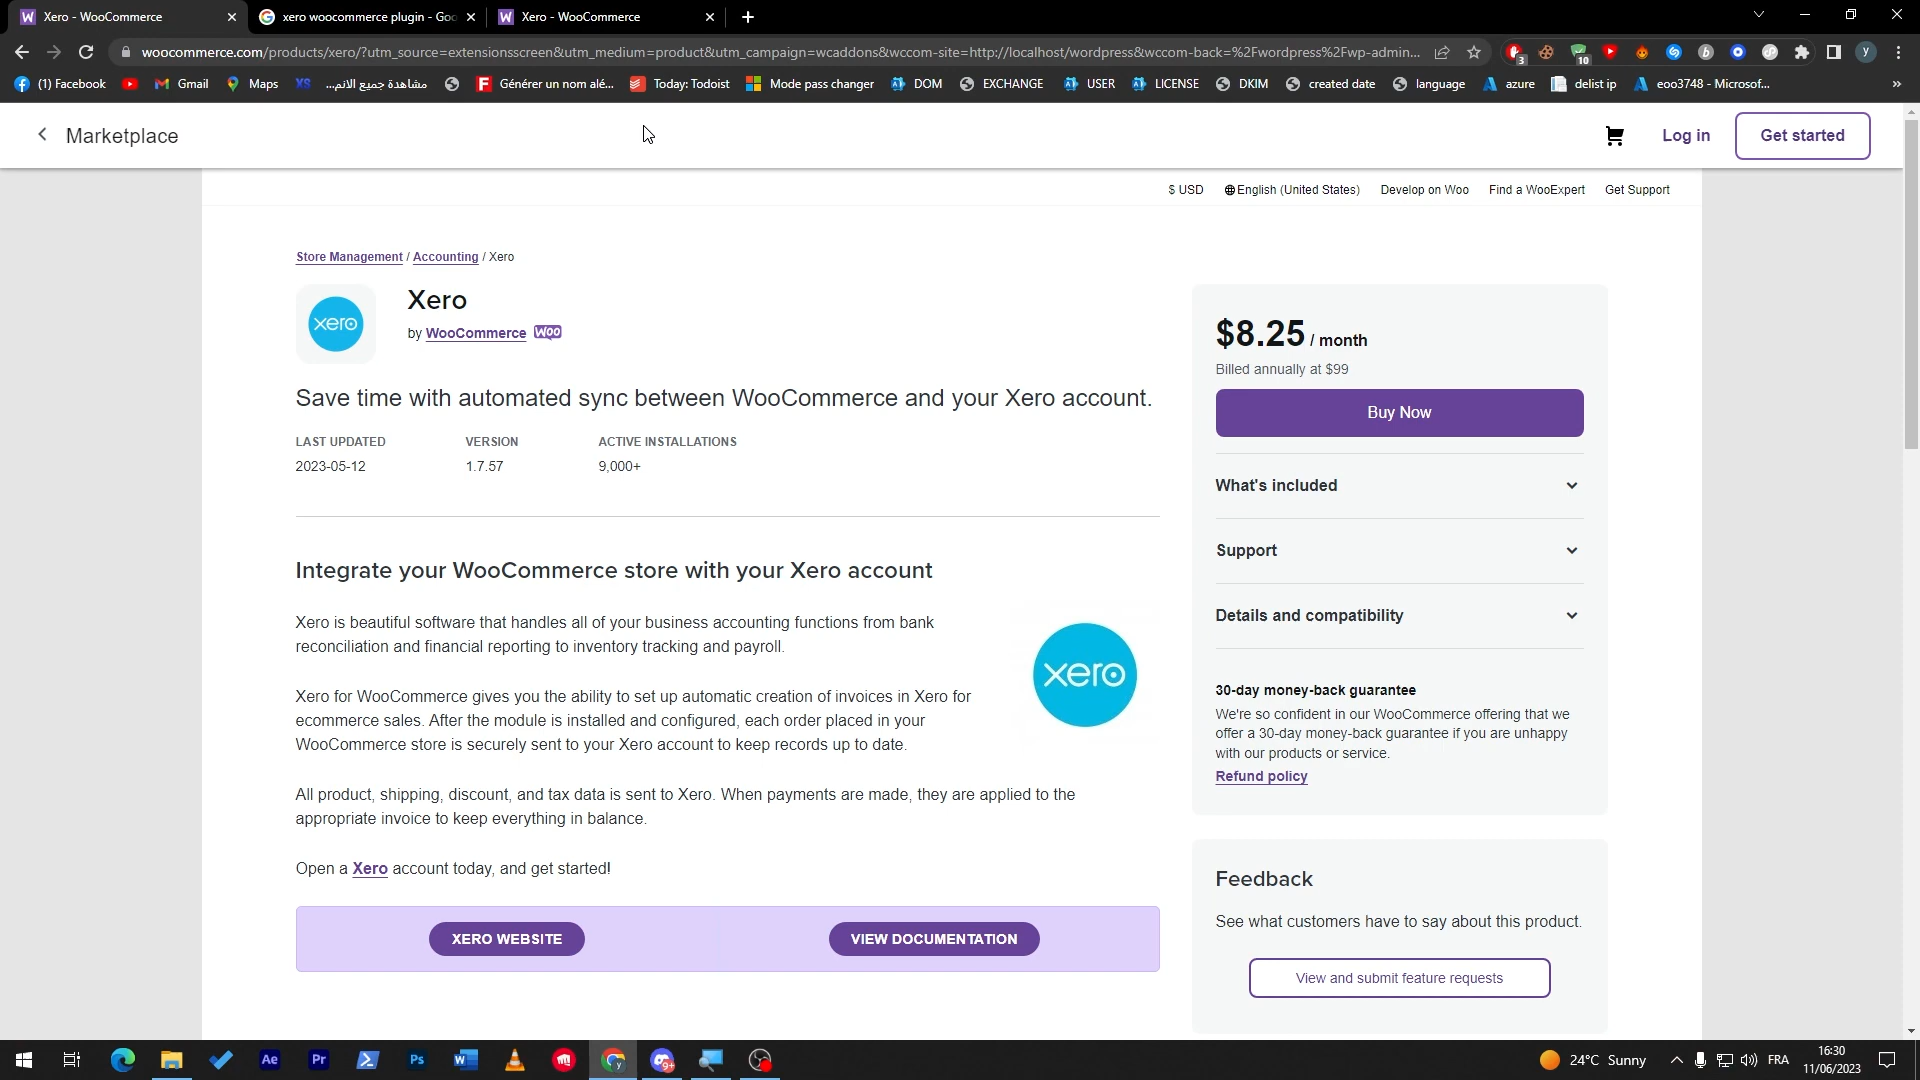 Xero - WooCommerce
xero woocommerce plugin - Goo
Xero - WooCommerce
woocommerce.com/products/xero/?utm_source=extensionsscreen&utm_medium=product&utm_campaign=wcaddons&wccom-site=http://localhost/wordpress&wccom-back=%2Fwordpress%2Fwp-admin...
3
10
y
(1) Facebook
Gmail
Maps
XS
مشاهدة جميع الانم...
Générer un nom alé...
Today: Todoist
Mode pass changer
DOM
EXCHANGE
USER
LICENSE
DKIM
created date
language
azure
delist ip
eoo3748 - Microsof...
»
Marketplace
Log in
Get started
$ USD
English (United States)
Develop on Woo
Find a WooExpert
Get Support
Store Management / Accounting / Xero
xero
Xero
by WooCommerce Woo
Save time with automated sync between WooCommerce and your Xero account.
LAST UPDATED
VERSION
ACTIVE INSTALLATIONS
2023-05-12
1.7.57
9,000+
Integrate your WooCommerce store with your Xero account
Xero is beautiful software that handles all of your business accounting functions from bank
reconciliation and financial reporting to inventory tracking and payroll.
xero
Xero for WooCommerce gives you the ability to set up automatic creation of invoices in Xero for
ecommerce sales. After the module is installed and configured, each order placed in your
WooCommerce store is securely sent to your Xero account to keep records up to date.
All product, shipping, discount, and tax data is sent to Xero. When payments are made, they are applied to the
appropriate invoice to keep everything in balance.
Open a Xero account today, and get started!
XERO WEBSITE
VIEW DOCUMENTATION
$8.25 / month
Billed annually at $99
Buy Now
What's included
Support
Details and compatibility
30-day money-back guarantee
We're so confident in our WooCommerce offering that we
offer a 30-day money-back guarantee if you are unhappy
with our products or service.
Refund policy
Feedback
See what customers have to say about this product.
View and submit feature requests
Ae
Pr
Ps
W
9+
24°C Sunny
FRA
16:30
11/06/2023